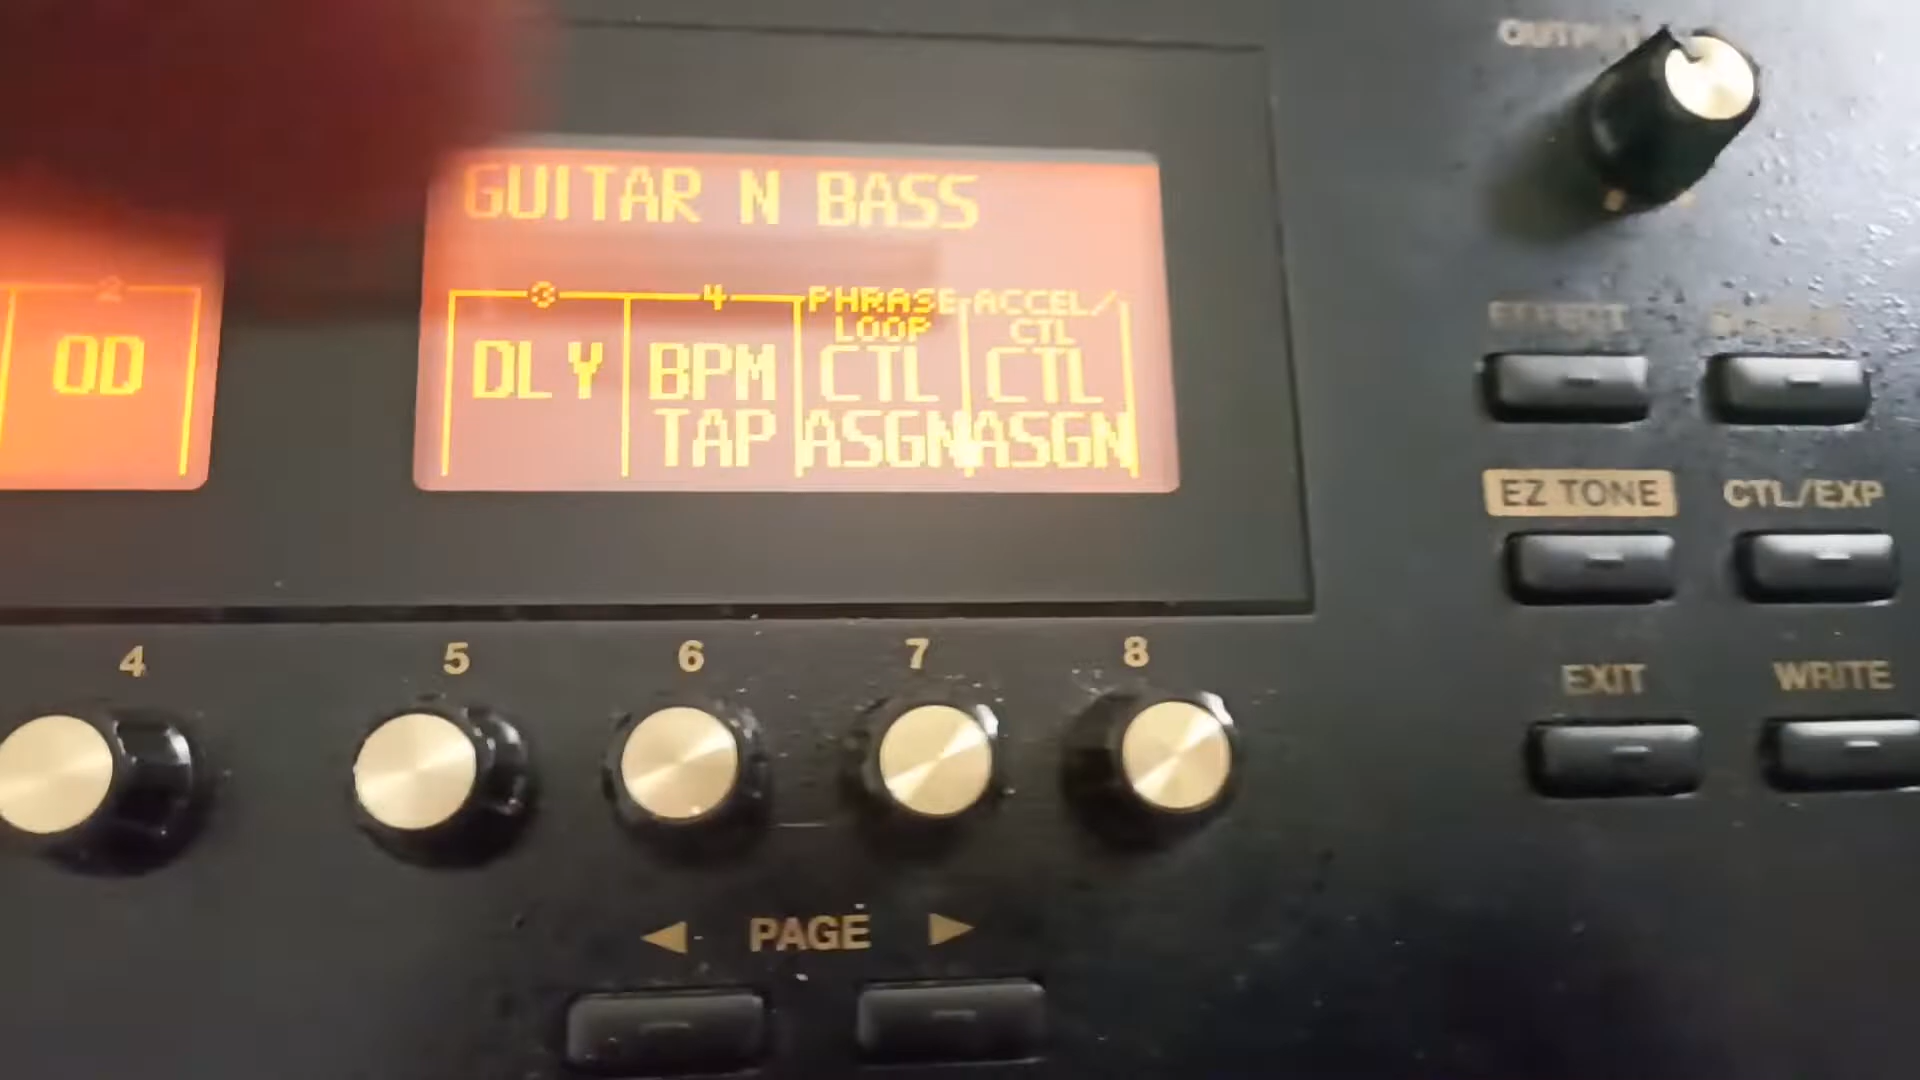 OUTPUT
GUITAR N BASS
2
3
4
PHRASE LOOP
ACCEL/CTL
OD
DLY
BPM TAP
CTL ASGN
CTL ASGN
EFFECT
EZ TONE
CTL/EXP
EXIT
WRITE
4
5
6
7
8
PAGE